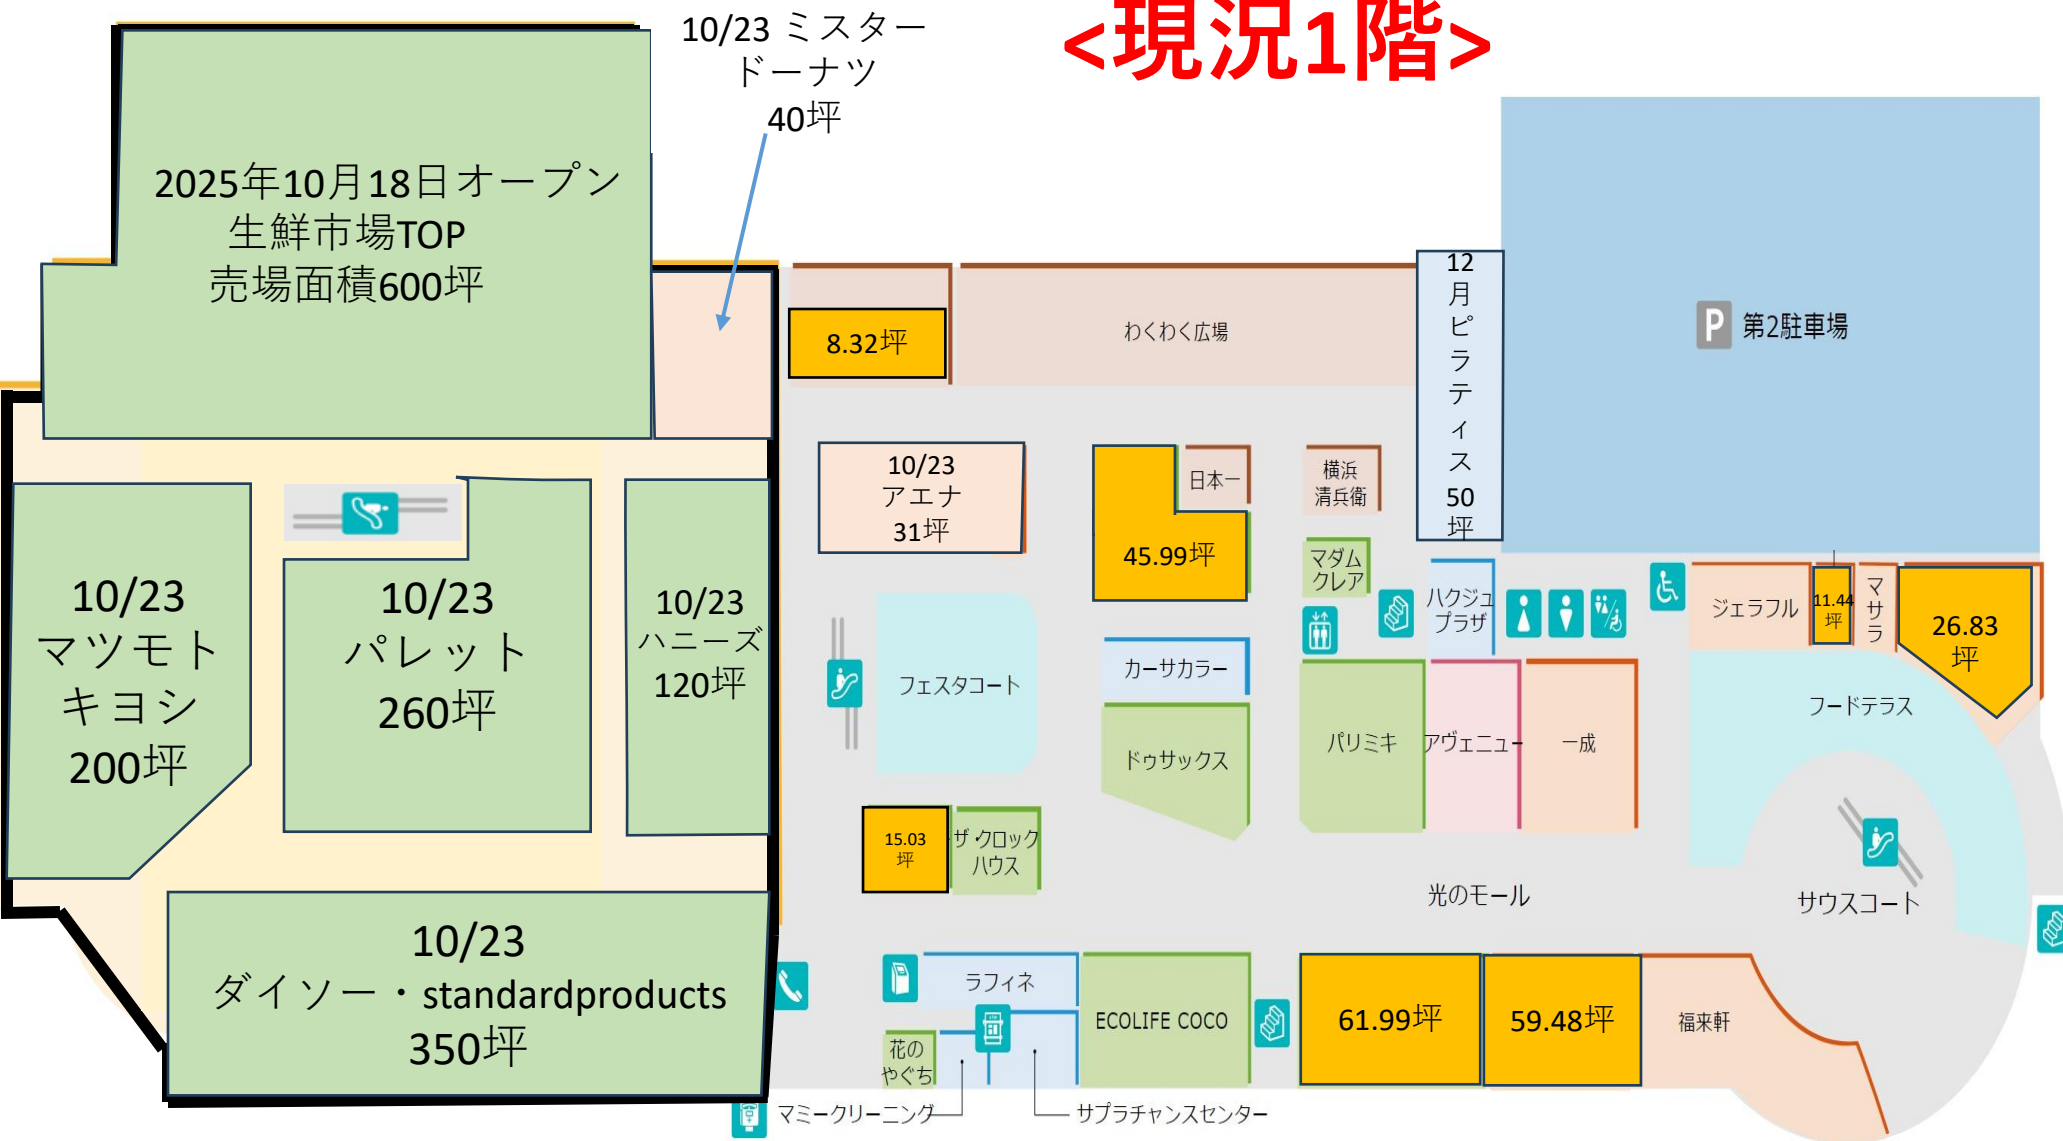 <現況1階>
10/23 ミスター
ドーナツ
40坪
2025年10月18日オープン
生鮮市場TOP
売場面積600坪
8.32坪
わくわく広場
12
月
ピ
ラ
テ
ィ
ス
50
坪
P 第2駐車場
10/23
アエナ
31坪
45.99坪
日本一
横浜
清兵衛
マダム
クレア
ハクジュ
プラザ
ジェラフル
11.44
坪
マ
サ
ラ
26.83
坪
10/23
マツモト
キヨシ
200坪
10/23
パレット
260坪
10/23
ハニーズ
120坪
フェスタコート
カーサカラー
ドゥサックス
パリミキ
アヴェニュー
一成
フードテラス
15.03
坪
ザ・クロック
ハウス
光のモール
サウスコート
10/23
ダイソー・standardproducts
350坪
ラフィネ
花の
やぐち
ECOLIFE COCO
61.99坪
59.48坪
福来軒
マミークリーニング
サプラチャンスセンター